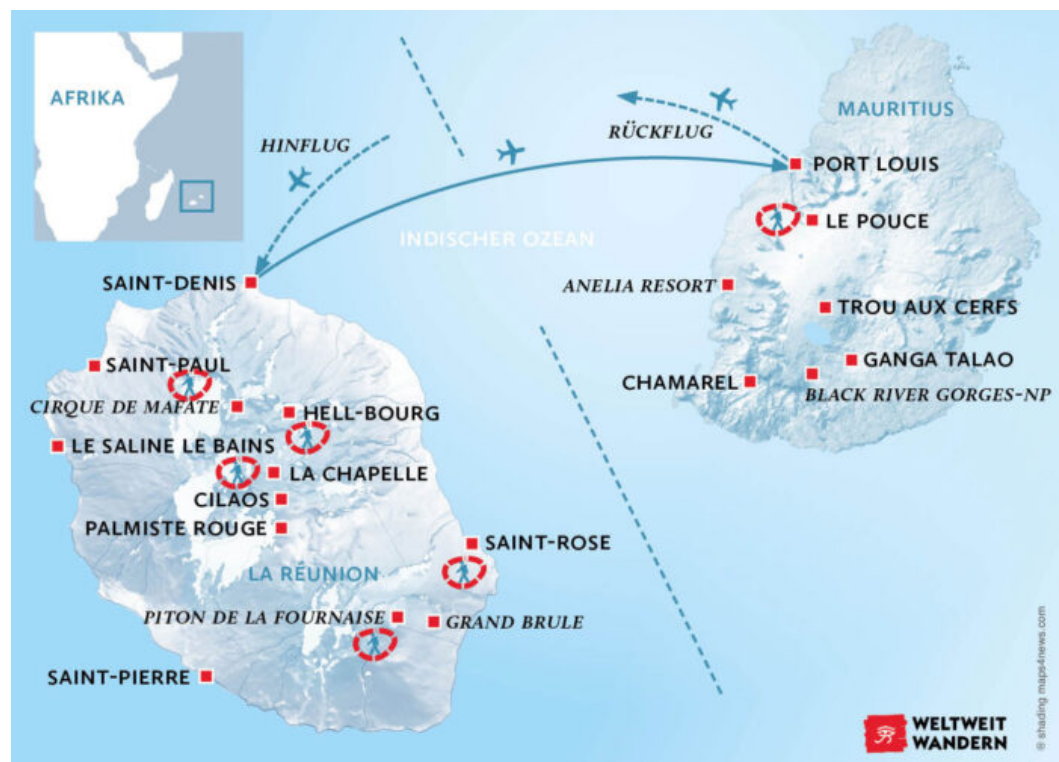 AFRIKA
HINFLUG
RÜCKFLUG
MAURITIUS
PORT LOUIS
LE POUCE
INDISCHER OZEAN
SAINT-DENIS
ANELIA RESORT
TROU AUX CERFS
GANGA TALAO
CHAMAREL
BLACK RIVER GORGES-NP
SAINT-PAUL
CIRQUE DE MAFATE
HELL-BOURG
LE SALINE LE BAINS
LA CHAPELLE
CILAOS
PALMISTE ROUGE
SAINT-ROSE
LA RÉUNION
PITON DE LA FOURNAISE
GRAND BRULE
SAINT-PIERRE
WELTWEIT
WANDERN
© shading maps4news.com